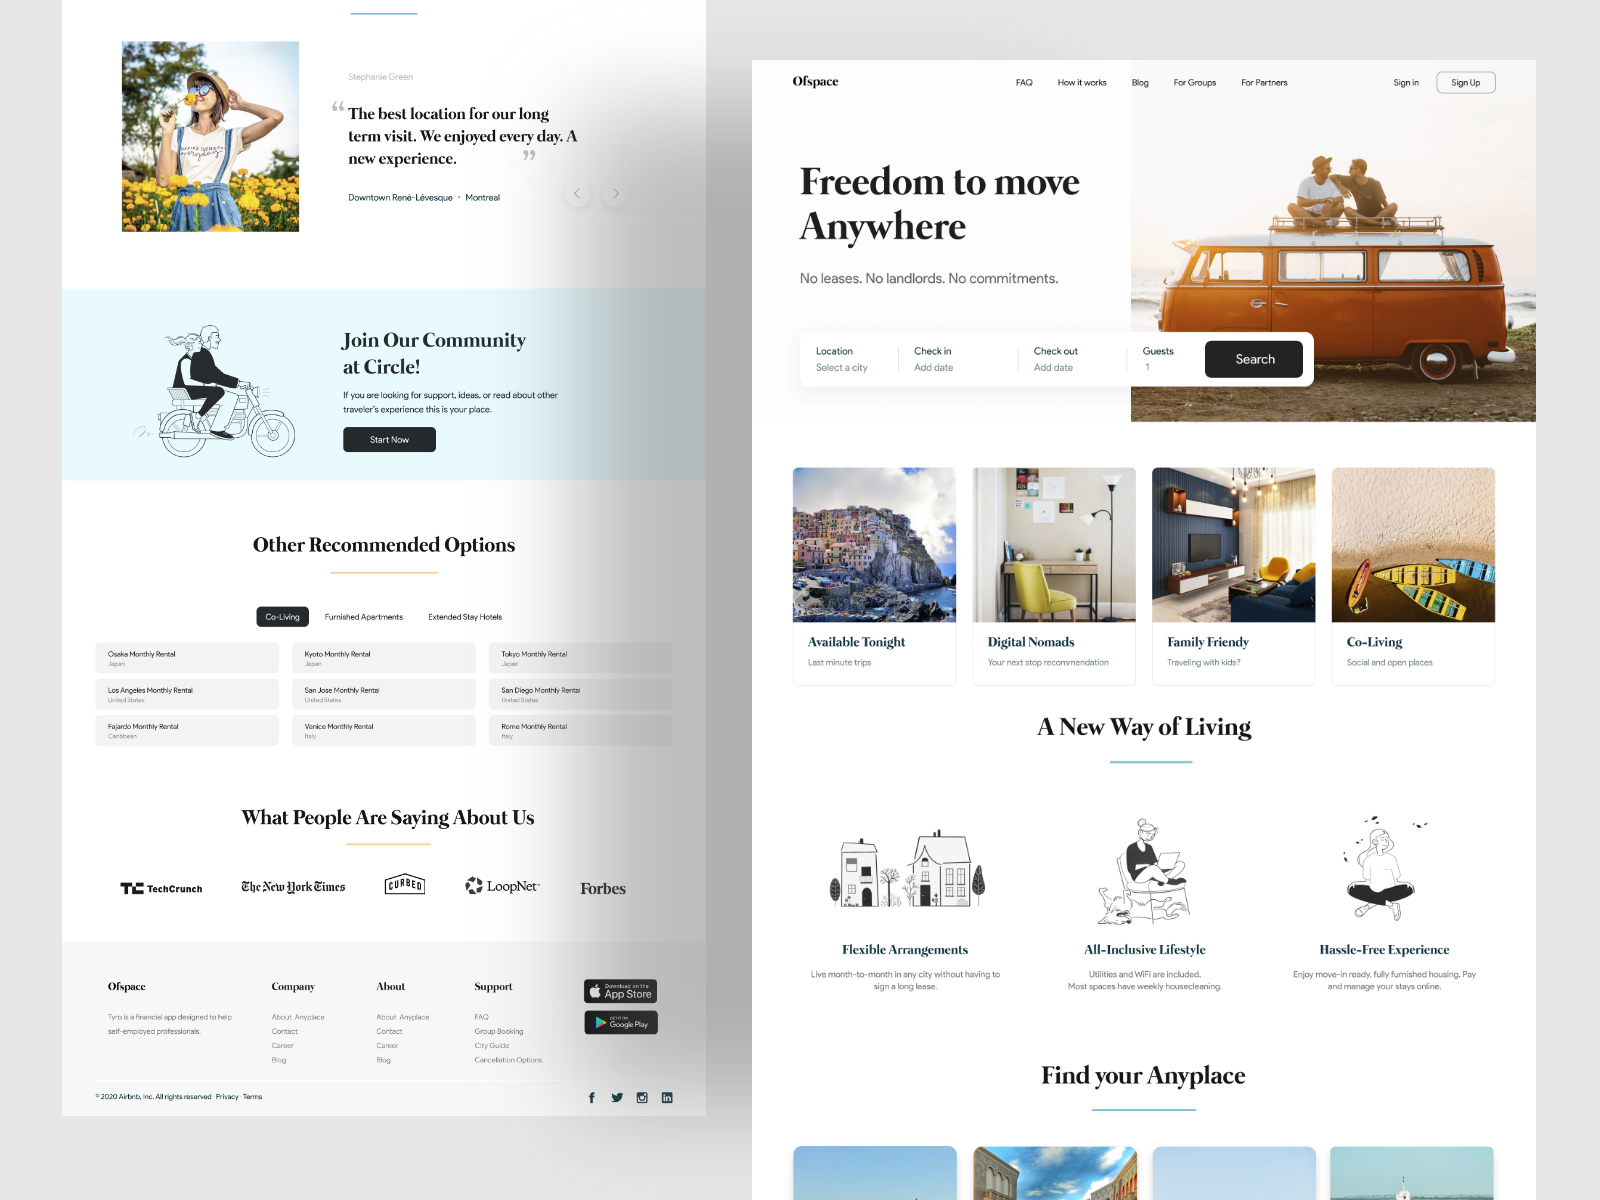 Stephanie Green
“ The best location for our long
term visit. We enjoyed every day. A
new experience. ”
Downtown René-Lévesque · Montreal
Join Our Community
at Circle!
If you are looking for support, ideas, or read about other
traveler's experience this is your place.
Start Now
Other Recommended Options
Co-Living Furnished Apartments Extended Stay Hotels
Osaka Monthly Rental
Japan
Kyoto Monthly Rental
Japan
Tokyo Monthly Rental
Japan
Los Angeles Monthly Rental
United States
San Jose Monthly Rental
United States
San Diego Monthly Rental
United States
Fajardo Monthly Rental
Caribbean
Venice Monthly Rental
Italy
Rome Monthly Rental
Italy
What People Are Saying About Us
TC TechCrunch The New York Times CURBED LoopNet Forbes
Ofspace
Tyro is a financial app designed to help
self-employed professionals.
Company
About Anyplace
Contact
Career
Blog
About
About Anyplace
Contact
Career
Blog
Support
FAQ
Group Booking
City Guide
Cancellation Options
Download on the
App Store
GET IT ON
Google Play
© 2020 Airbnb, Inc. All rights reserved · Privacy · Terms
Ofspace FAQ How it works Blog For Groups For Partners Sign in Sign Up
Freedom to move
Anywhere
No leases. No landlords. No commitments.
Location
Select a city
Check in
Add date
Check out
Add date
Guests
1
Search
Available Tonight
Last minute trips
Digital Nomads
Your next stop recommendation
Family Friendy
Traveling with kids?
Co-Living
Social and open places
A New Way of Living
Flexible Arrangements
Live month-to-month in any city without having to
sign a long lease.
All-Inclusive Lifestyle
Utilities and WiFi are included.
Most spaces have weekly housecleaning.
Hassle-Free Experience
Enjoy move-in ready, fully furnished housing. Pay
and manage your stays online.
Find your Anyplace